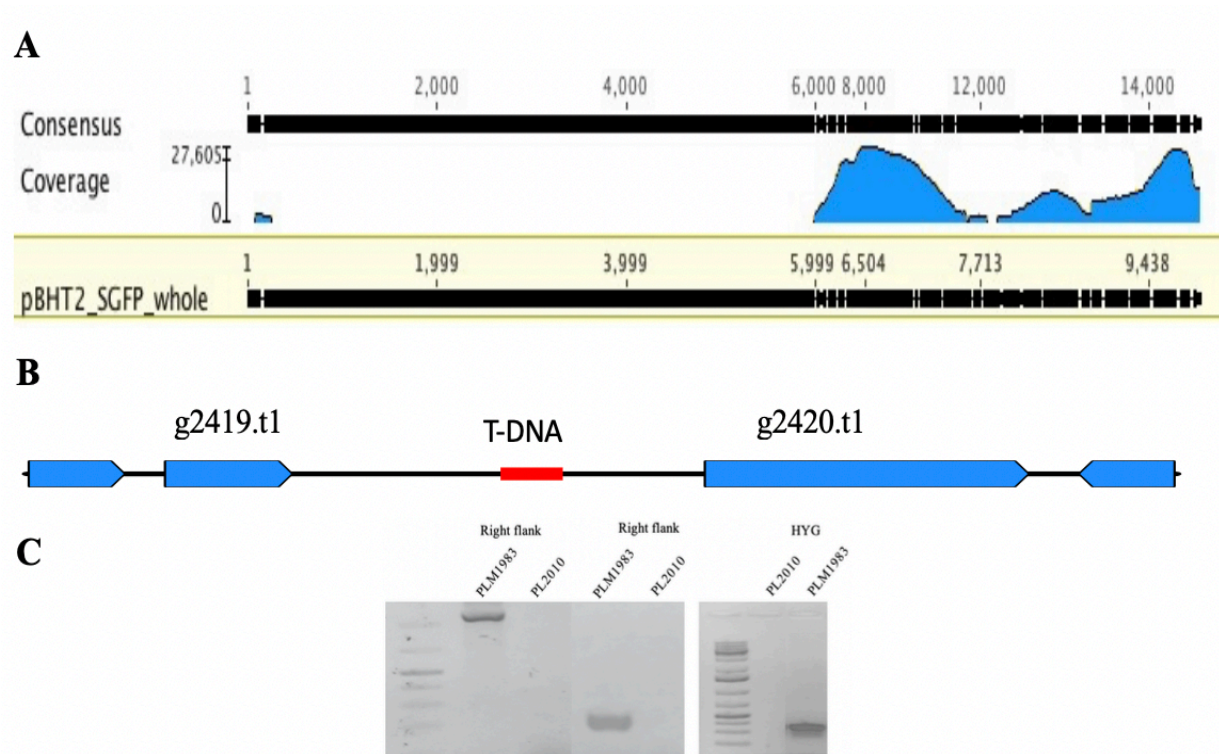 A
1 2,000 4,000 6,000 8,000 12,000 14,000
Consensus
27,605
Coverage
0
1 1,999 3,999 5,999 6,504 7,713 9,438
pBHT2_SGFP_whole
B
g2419.t1 T-DNA g2420.t1
C
Right flank Right flank HYG
PLM1983 PL2010 PLM1983 PL2010 PL2010 PLM1983